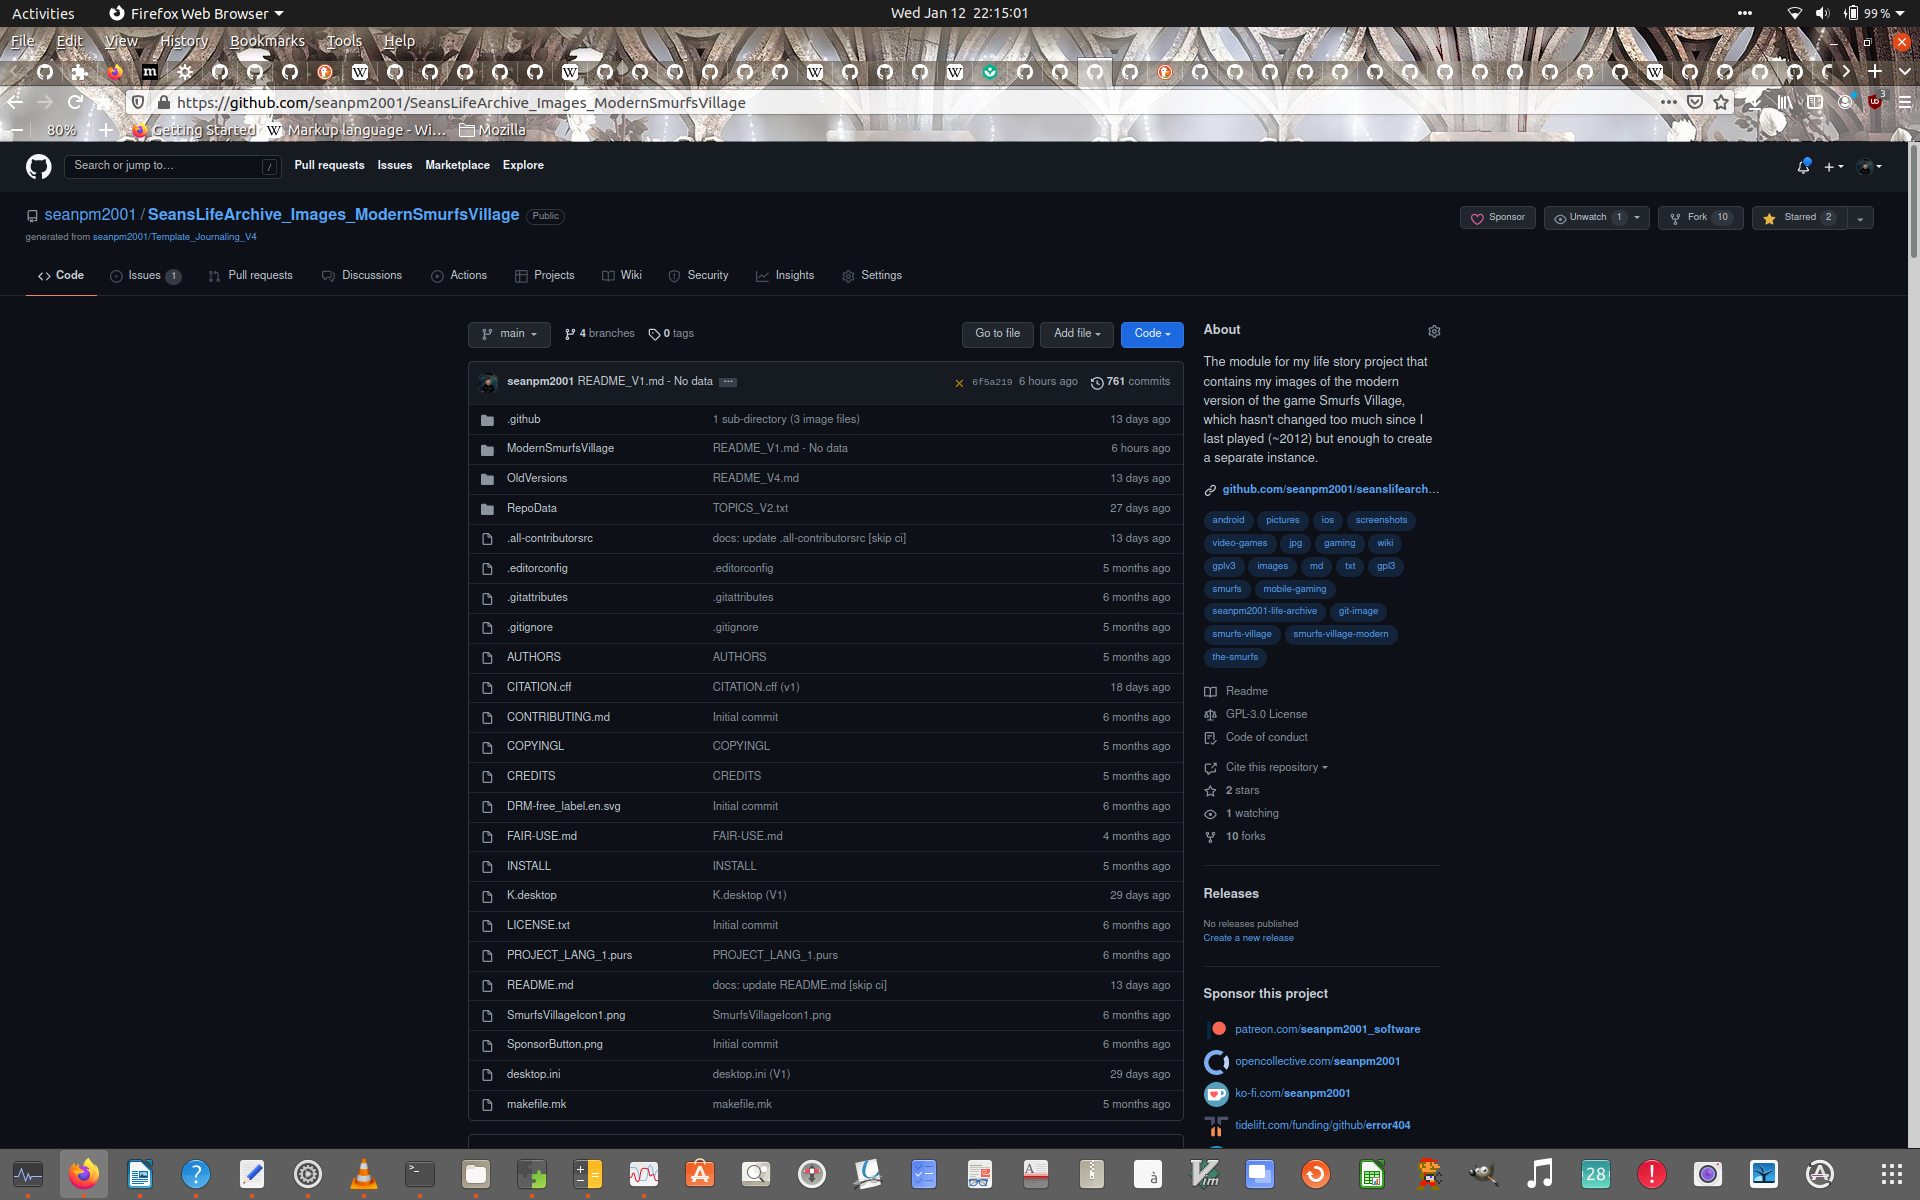 Activities Firefox Web Browser Wed Jan 12 22:15:01 99 %
File Edit View History Bookmarks Tools Help
https://github.com/seanpm2001/SeansLifeArchive_Images_ModernSmurfsVillage 3
80% Getting Started Markup language - Wi... Mozilla
Search or jump to... / Pull requests Issues Marketplace Explore
seanpm2001 / SeansLifeArchive_Images_ModernSmurfsVillage Public Sponsor Unwatch 1 Fork 10 Starred 2
generated from seanpm2001/Template_Journaling_V4
Code Issues 1 Pull requests Discussions Actions Projects Wiki Security Insights Settings
main 4 branches 0 tags Go to file Add file Code
seanpm2001 README_V1.md - No data ... 6f5a219 6 hours ago 761 commits
.github 1 sub-directory (3 image files) 13 days ago
ModernSmurfsVillage README_V1.md - No data 6 hours ago
OldVersions README_V4.md 13 days ago
RepoData TOPICS_V2.txt 27 days ago
.all-contributorsrc docs: update .all-contributorsrc [skip ci] 13 days ago
.editorconfig .editorconfig 5 months ago
.gitattributes .gitattributes 6 months ago
.gitignore .gitignore 5 months ago
AUTHORS AUTHORS 5 months ago
CITATION.cff CITATION.cff (v1) 18 days ago
CONTRIBUTING.md Initial commit 6 months ago
COPYINGL COPYINGL 5 months ago
CREDITS CREDITS 5 months ago
DRM-free_label.en.svg Initial commit 6 months ago
FAIR-USE.md FAIR-USE.md 4 months ago
INSTALL INSTALL 5 months ago
K.desktop K.desktop (V1) 29 days ago
LICENSE.txt Initial commit 6 months ago
PROJECT_LANG_1.purs PROJECT_LANG_1.purs 6 months ago
README.md docs: update README.md [skip ci] 13 days ago
SmurfsVillageIcon1.png SmurfsVillageIcon1.png 6 months ago
SponsorButton.png Initial commit 6 months ago
desktop.ini desktop.ini (V1) 29 days ago
makefile.mk makefile.mk 5 months ago
About
The module for my life story project that
contains my images of the modern
version of the game Smurfs Village,
which hasn't changed too much since I
last played (~2012) but enough to create
a separate instance.
github.com/seanpm2001/seanslifearch...
android pictures ios screenshots
video-games jpg gaming wiki
gplv3 images md txt gpl3
smurfs mobile-gaming
seanpm2001-life-archive git-image
smurfs-village smurfs-village-modern
the-smurfs
Readme
GPL-3.0 License
Code of conduct
Cite this repository
2 stars
1 watching
10 forks
Releases
No releases published
Create a new release
Sponsor this project
patreon.com/seanpm2001_software
opencollective.com/seanpm2001
ko-fi.com/seanpm2001
tidelift.com/funding/github/error404
28